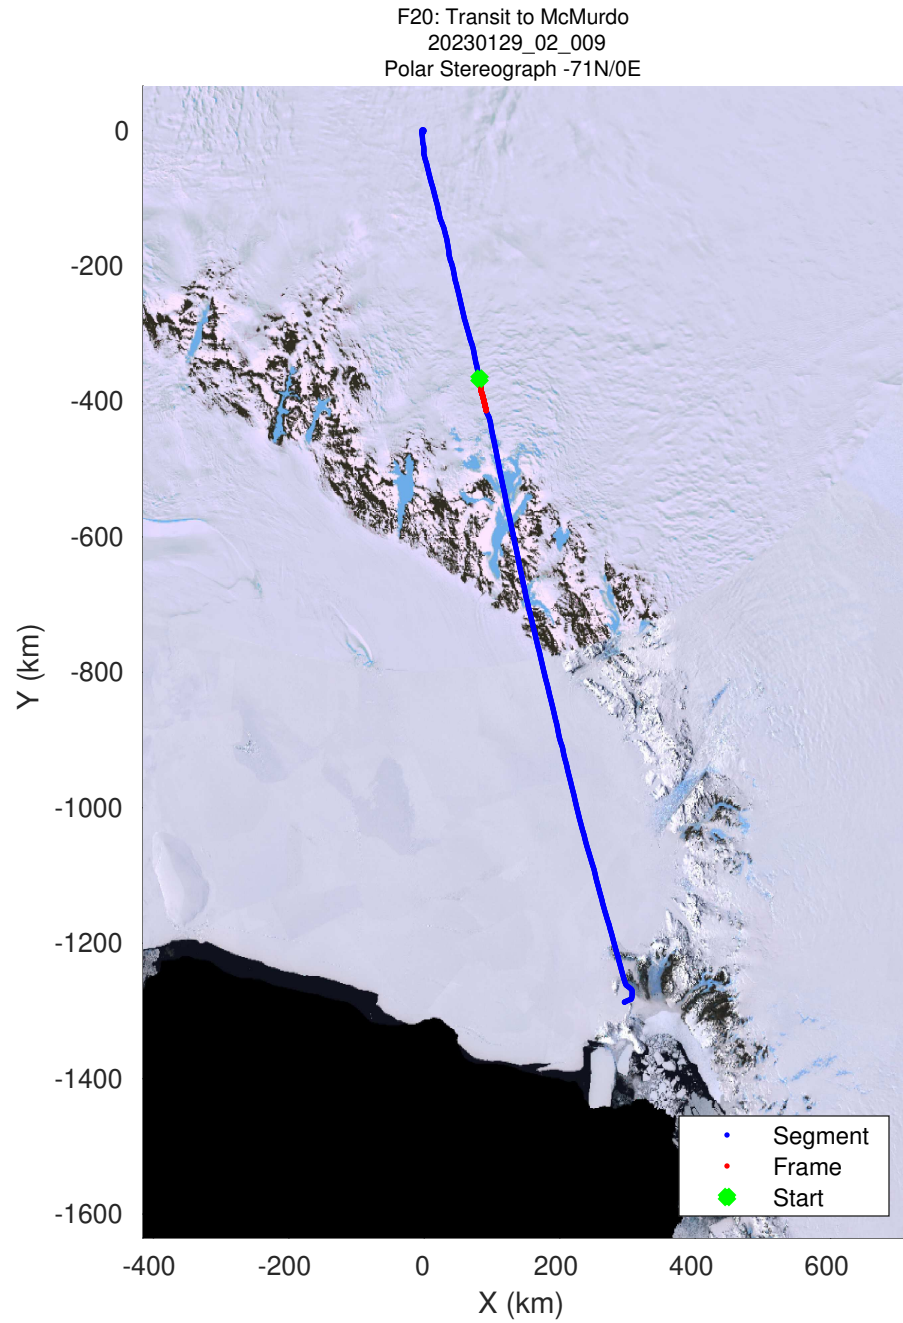 F20: Transit to McMurdo
20230129_02_009
Polar Stereograph -71N/0E
0
-200
-400
-600
-800
-1000
-1200
-1400
-1600
Y (km)
-400 -200 0 200 400 600
X (km)
Segment
Frame
Start